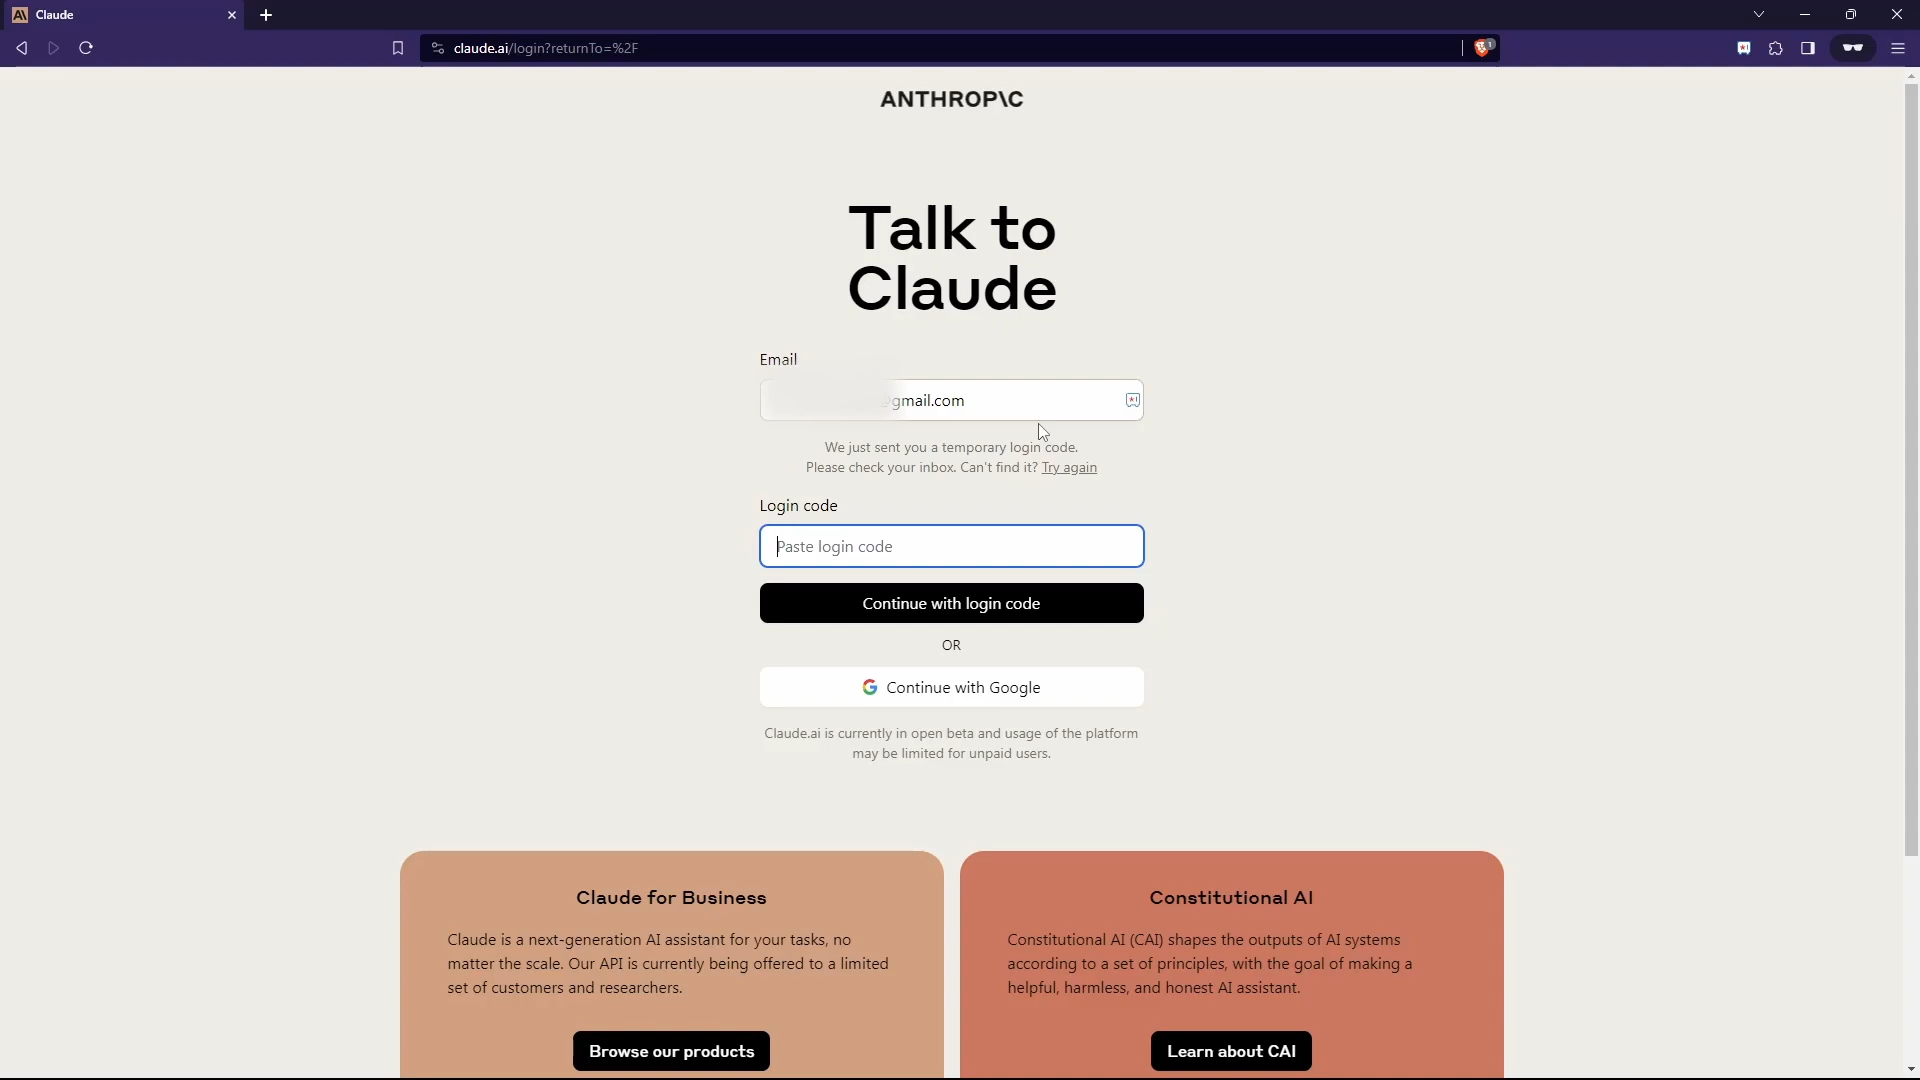 Claude
claude.ai/login?returnTo=%2F
1
ANTHROP\C
Talk to
Claude
Email
@gmail.com
We just sent you a temporary login code.
Please check your inbox. Can't find it? Try again
Login code
Paste login code
Continue with login code
OR
Continue with Google
Claude.ai is currently in open beta and usage of the platform
may be limited for unpaid users.
Claude for Business
Claude is a next-generation AI assistant for your tasks, no
matter the scale. Our API is currently being offered to a limited
set of customers and researchers.
Browse our products
Constitutional AI
Constitutional AI (CAI) shapes the outputs of AI systems
according to a set of principles, with the goal of making a
helpful, harmless, and honest AI assistant.
Learn about CAI